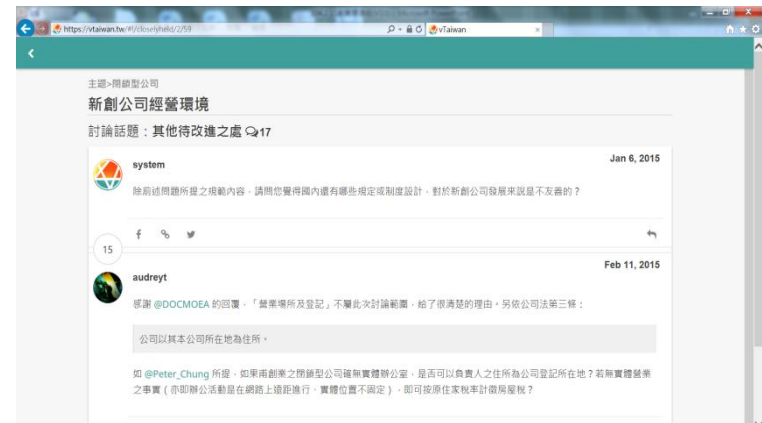 https://vtaiwan.tw/#!/closelyheld/2/59
vTaiwan
主題>閉鎖型公司
新創公司經營環境
討論話題：其他待改進之處 17
system
Jan 6, 2015
除前述問題所提之規範內容，請問您覺得國內還有哪些規定或制度設計，對於新創公司發展來說是不友善的？
15
Feb 11, 2015
audreyt
感謝 @DOCMOEA 的回覆，「營業場所及登記」不屬此次討論範圍，給了很清楚的理由。另依公司法第三條：
公司以其本公司所在地為住所。
如 @Peter_Chung 所提，如果甫創業之閉鎖型公司確無實體辦公室，是否可以負責人之住所為公司登記所在地？若無實體營業
之事實（亦即辦公活動是在網路上遠距進行，實體位置不固定），即可按原住家稅率計徵房屋稅？